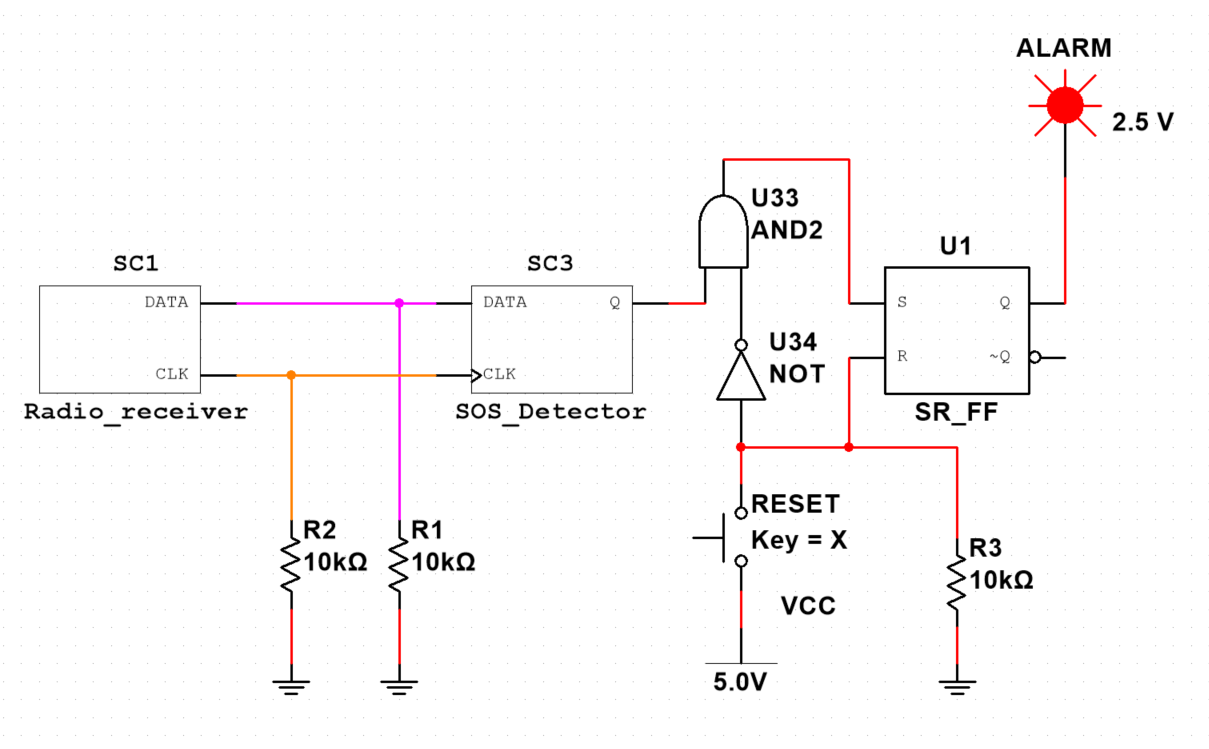 ALARM
2.5 V
U33
AND2
U1
SC1
SC3
DATA
DATA
Q
S
Q
U34
NOT
R
~Q
CLK
CLK
Radio_receiver
SOS_Detector
SR_FF
RESET
Key = X
R2
10kΩ
R1
10kΩ
R3
10kΩ
VCC
5.0V